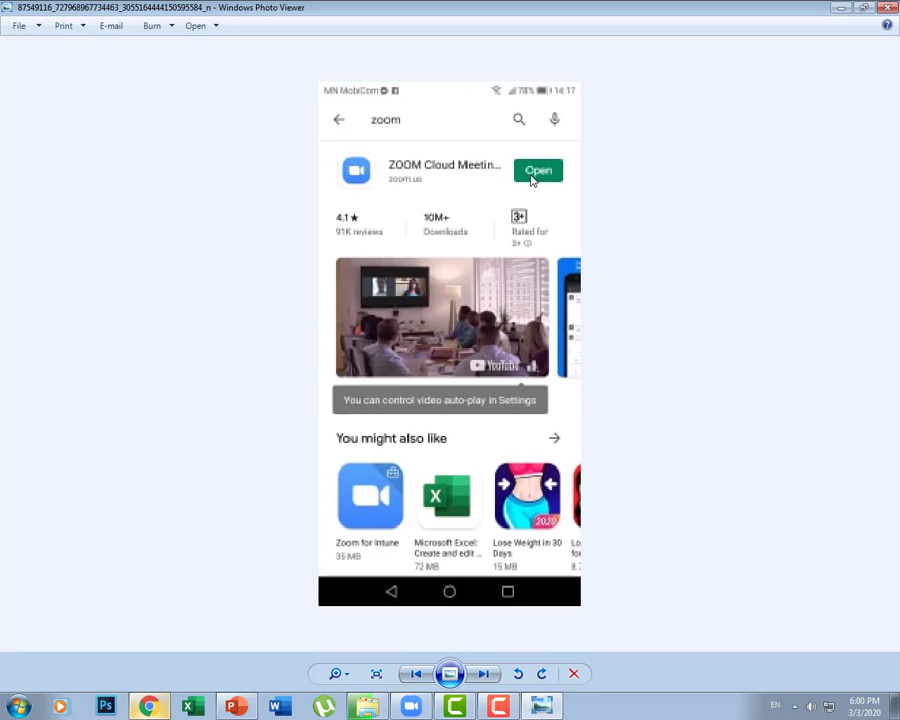 87549116_727968967734463_3055164444150595584_n - Windows Photo Viewer
File Print E-mail Burn Open
MN MobiCom 78% 14:17
zoom
ZOOM Cloud Meetin...
zoom.us
Open
4.1★
91K reviews
10M+
Downloads
3+
Rated for
3+
YouTube
You can control video auto-play in Settings
You might also like
Zoom for Intune
35 MB
Microsoft Excel:
Create and edit ...
72 MB
2020
Lose Weight in 30
Days
15 MB
EN
6:00 PM
3/3/2020